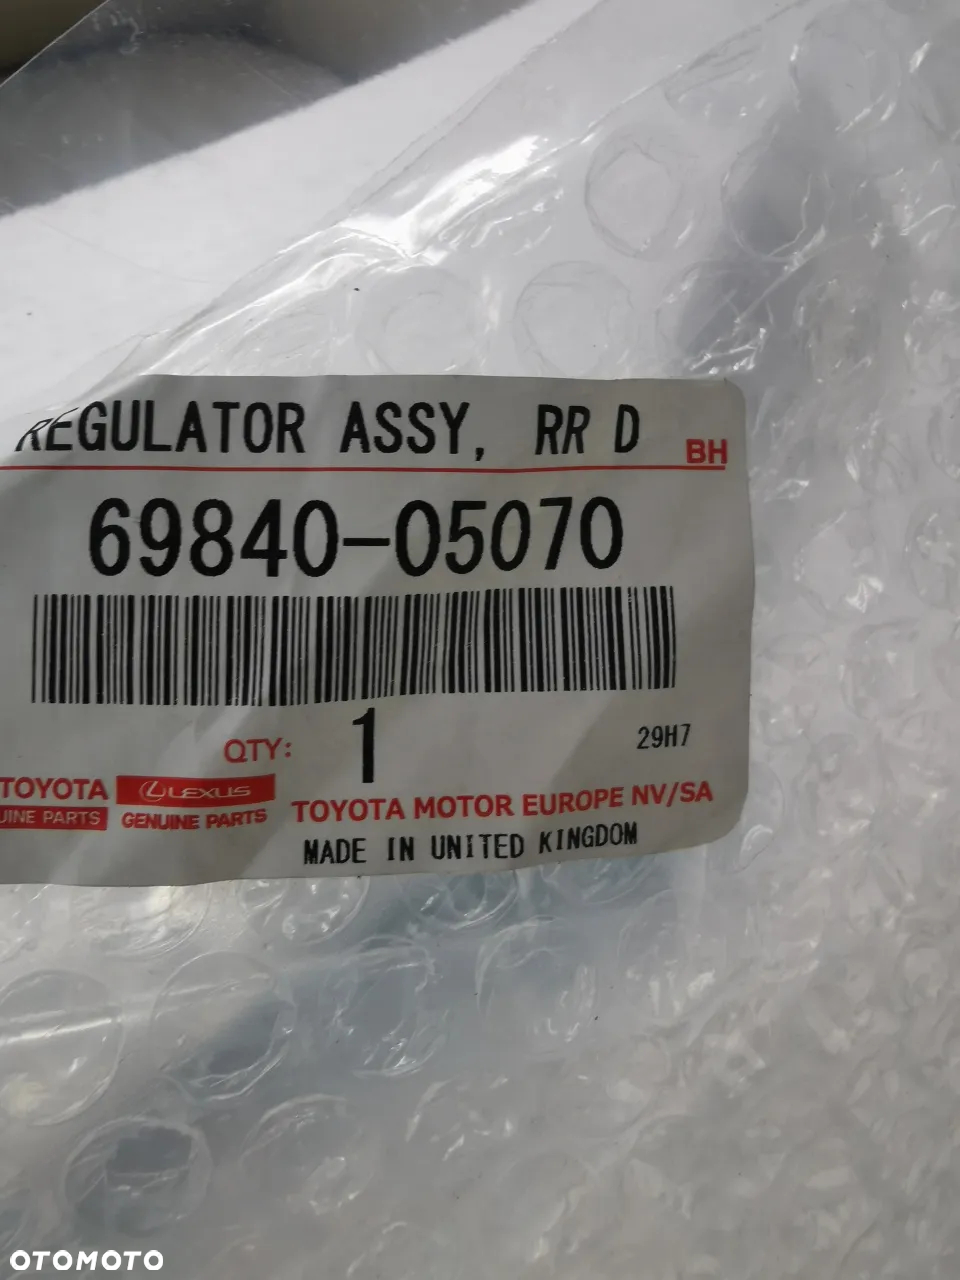 REGULATOR ASSY, RR D
BH
69840-05070
QTY: 1
29H7
TOYOTA
UINE PARTS
LEXUS
GENUINE PARTS
TOYOTA MOTOR EUROPE NV/SA
MADE IN UNITED KINGDOM
OTOMOTO